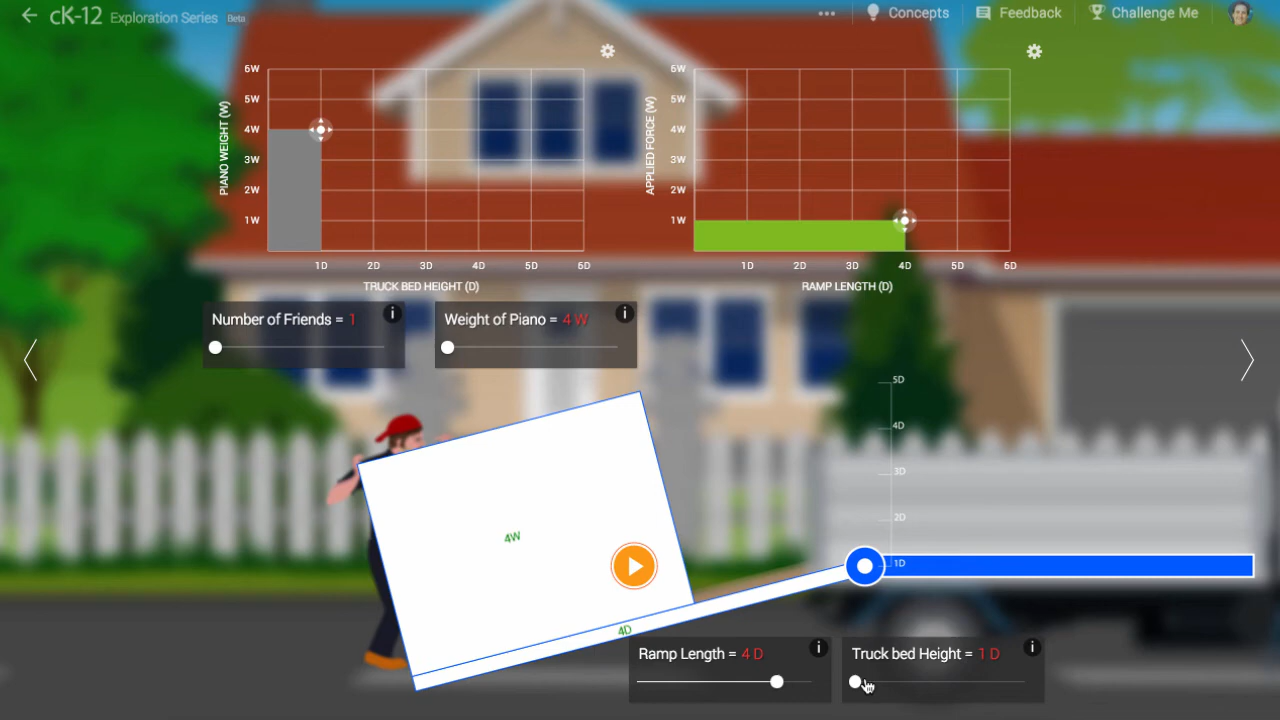 ← cK-12 Exploration Series Beta
••• Concepts Feedback Challenge Me
6W
5W
4W
3W
2W
1W
PIANO WEIGHT (W)
1D 2D 3D 4D 5D 6D
TRUCK BED HEIGHT (D)
6W
5W
4W
3W
2W
1W
APPLIED FORCE (W)
1D 2D 3D 4D 5D 6D
RAMP LENGTH (D)
Number of Friends = 1 i
Weight of Piano = 4 W i
5D
4D
3D
2D
1D
4W
4D
Ramp Length = 4 D i
Truck bed Height = 1 D i